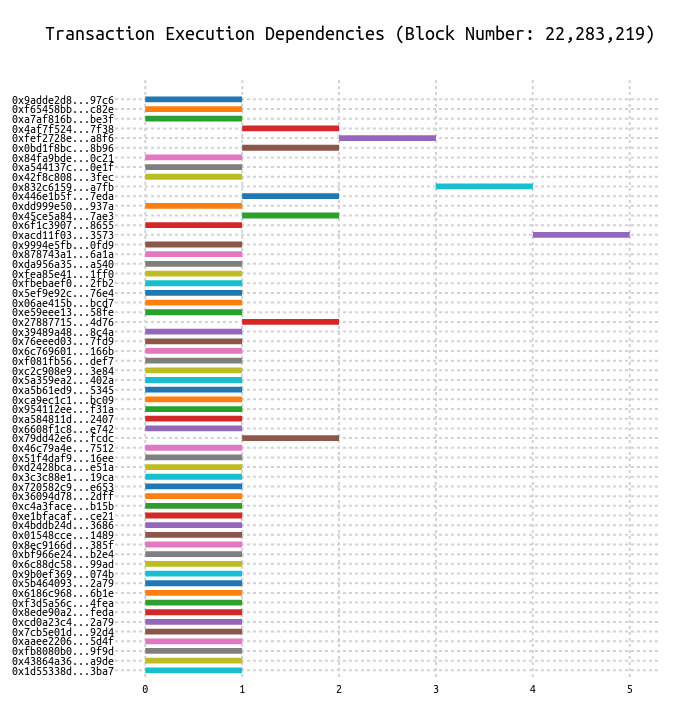 Transaction Execution Dependencies (Block Number: 22,283,219)
0x9adde2d8...97c6
0xf65458bb...c82e
0xa7af816b...be3f
0x4af7f524...7f38
0xfef2728e...a8f6
0x0bd1f8bc...8b96
0x84fa9bde...0c21
0xa544137c...0e1f
0x42f8c808...3fec
0x832c6159...a7fb
0x446e1b5f...7eda
0xdd999e50...937a
0x45ce5a84...7ae3
0x6f1c3907...8655
0xacd11f03...3573
0x9994e5fb...0fd9
0x878743a1...6a1a
0xda956a35...a540
0xfea85e41...1ff0
0xfbebaef0...2fb2
0x5ef9e92c...76e4
0x06ae415b...bcd7
0xe59eee13...58fe
0x27887715...4d76
0x39489a48...8c4a
0x76eeed03...7fd9
0x6c769601...166b
0xf081fb56...def7
0xc2c908e9...3e84
0x5a359ea2...402a
0xa5b61ed9...5345
0xca9ec1c1...bc09
0x954112ee...f31a
0xa584811d...2407
0x6608f1c8...e742
0x79dd42e6...fcdc
0x46c79a4e...7512
0x51f4daf9...16ee
0xd2428bca...e51a
0x3c3c88e1...19ca
0x720582c9...e653
0x36094d78...2dff
0xc4a3face...b15b
0xe1bfacaf...ce21
0x4bddb24d...3686
0x01548cce...1489
0x8ec9166d...385f
0xbf966e24...b2e4
0x6c88dc58...99ad
0x9b0ef369...074b
0x5b464093...2a79
0x6186c968...6b1e
0xf3d5a56c...4fea
0x8ede90a2...feda
0xcd0a23c4...2a79
0x7cb5e01d...92d4
0xaaee2206...5d4f
0xfb8080b0...9f9d
0x43864a36...a9de
0x1d55338d...3ba7
0 1 2 3 4 5